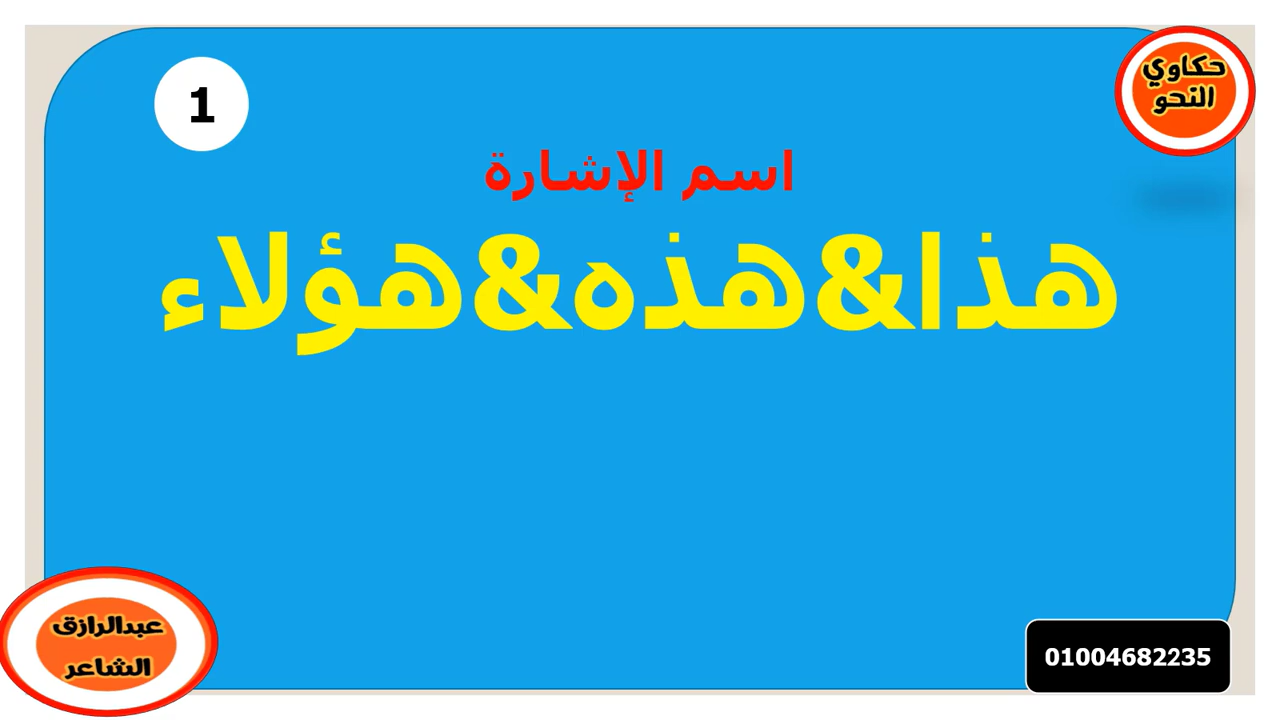 حكاوي
النحو
1
اسم الإشارة
هذا&هذه&هؤلاء
عبدالرازق
الشاعر
01004682235